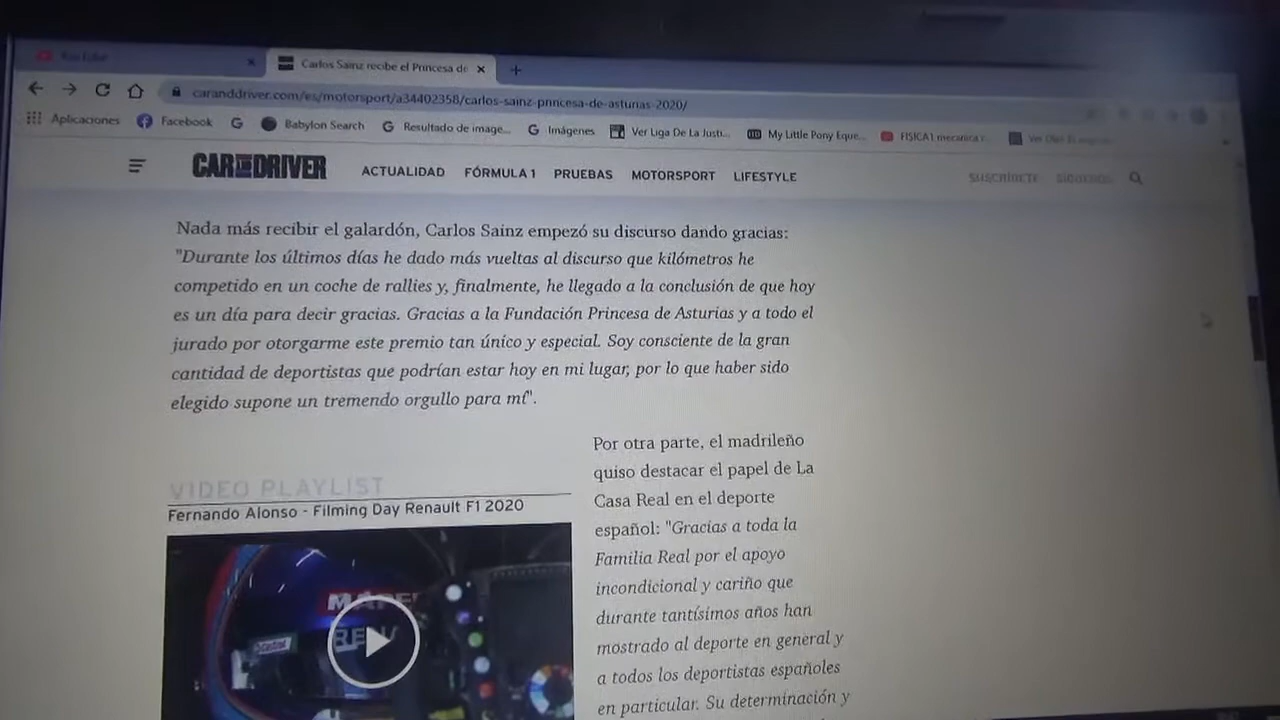 YouTube
Carlos Sainz recibe el Princesa de
caranddriver.com/es/motorsport/a34402358/carlos-sainz-princesa-de-asturias-2020/
Aplicaciones
Facebook
Babylon Search
Resultado de image...
Imágenes
Ver Liga De La Justi...
My Little Pony Eque...
FISICA1 mecanica
CAR AND DRIVER
ACTUALIDAD
FÓRMULA 1
PRUEBAS
MOTORSPORT
LIFESTYLE
SUSCRÍBETE
SÍGUENOS
Nada más recibir el galardón, Carlos Sainz empezó su discurso dando gracias:
"Durante los últimos días he dado más vueltas al discurso que kilómetros he
competido en un coche de rallies y, finalmente, he llegado a la conclusión de que hoy
es un día para decir gracias. Gracias a la Fundación Princesa de Asturias y a todo el
jurado por otorgarme este premio tan único y especial. Soy consciente de la gran
cantidad de deportistas que podrían estar hoy en mi lugar, por lo que haber sido
elegido supone un tremendo orgullo para mí".
VIDEO PLAYLIST
Fernando Alonso - Filming Day Renault F1 2020
Castrol
Por otra parte, el madrileño
quiso destacar el papel de La
Casa Real en el deporte
español: "Gracias a toda la
Familia Real por el apoyo
incondicional y cariño que
durante tantísimos años han
mostrado al deporte en general y
a todos los deportistas españoles
en particular. Su determinación y